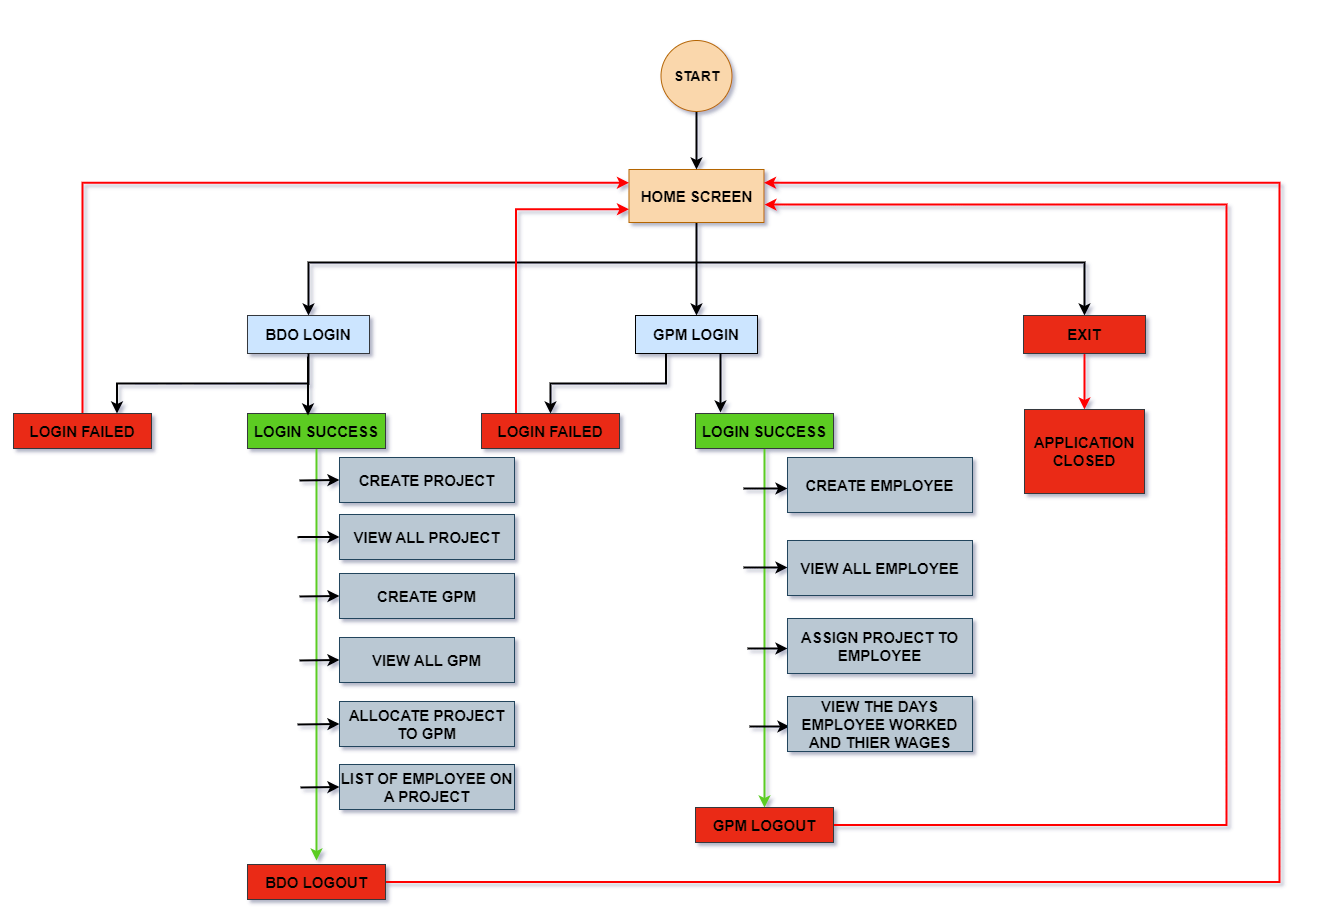 START
HOME SCREEN
BDO LOGIN
GPM LOGIN
EXIT
LOGIN FAILED
LOGIN SUCCESS
LOGIN FAILED
LOGIN SUCCESS
APPLICATION
CLOSED
CREATE PROJECT
VIEW ALL PROJECT
CREATE GPM
VIEW ALL GPM
ALLOCATE PROJECT
TO GPM
LIST OF EMPLOYEE ON
A PROJECT
BDO LOGOUT
CREATE EMPLOYEE
VIEW ALL EMPLOYEE
ASSIGN PROJECT TO
EMPLOYEE
VIEW THE DAYS
EMPLOYEE WORKED
AND THIER WAGES
GPM LOGOUT